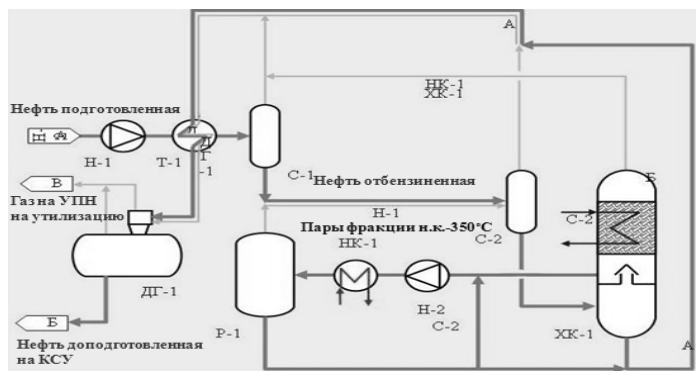 А
НК-1
ХК-1
Нефть подготовленная
Н-1
Т-1
Д
Г
-1
С-1
Нефть отбензиненная
Н-1
Б
В
Газ на УПН
на утилизацию
Пары фракции н.к.-350°С
НК-1
С-2
С-2
ДГ-1
Н-2
С-2
Р-1
ХК-1
А
Б
Нефть доподготовленная
на КСУ